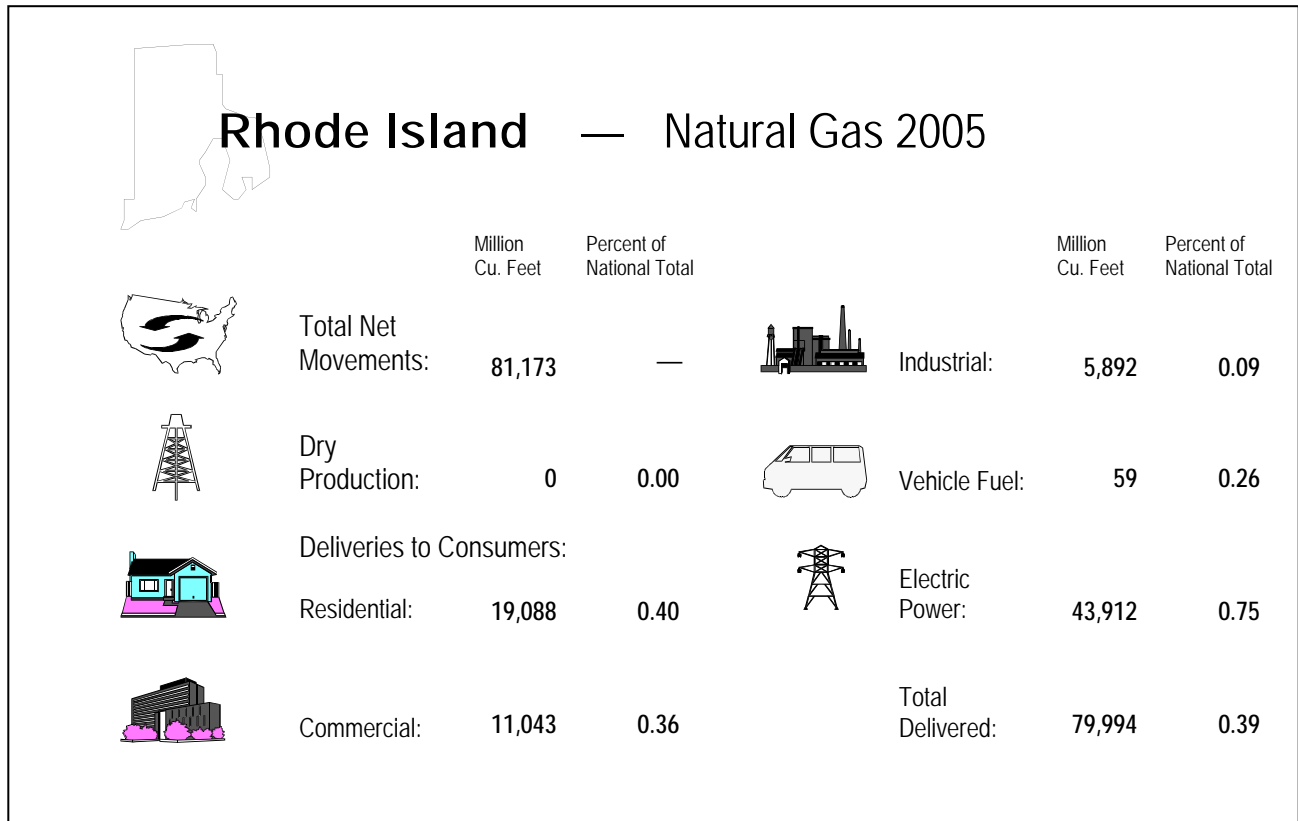 Rhode Island — Natural Gas 2005
Million Cu. Feet
Percent of National Total
Total Net Movements: 81,173 —
Dry Production: 0 0.00
Deliveries to Consumers:
Residential: 19,088 0.40
Commercial: 11,043 0.36
Million Cu. Feet
Percent of National Total
Industrial: 5,892 0.09
Vehicle Fuel: 59 0.26
Electric Power: 43,912 0.75
Total Delivered: 79,994 0.39